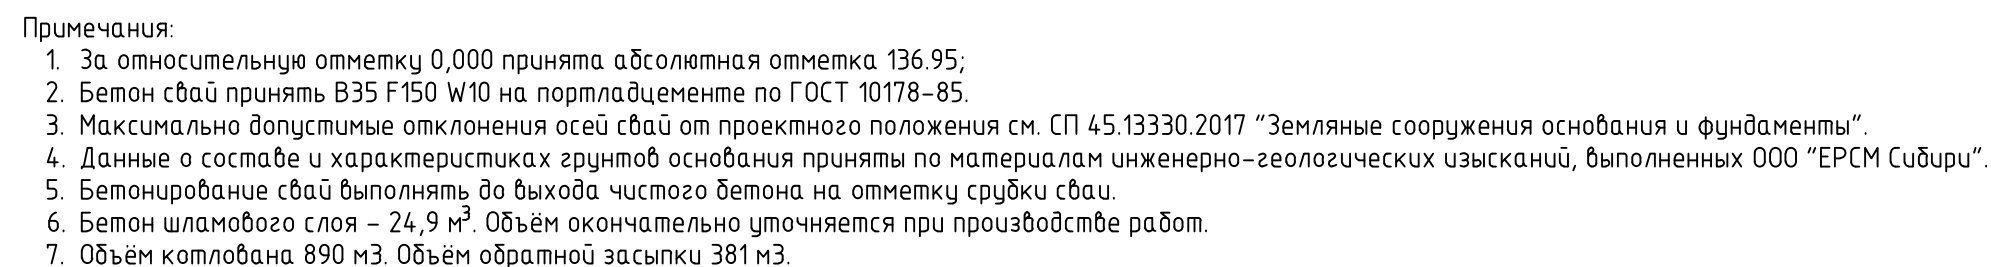 Примечания:
1. За относительную отметку 0,000 принята абсолютная отметка 136.95;
2. Бетон свай принять В35 F150 W10 на портладцементе по ГОСТ 10178-85.
3. Максимально допустимые отклонения осей свай от проектного положения см. СП 45.13330.2017 "Земляные сооружения основания и фундаменты".
4. Данные о составе и характеристиках грунтов основания приняты по материалам инженерно-геологических изысканий, выполненных ООО "ЕРСМ Сибири".
5. Бетонирование свай выполнять до выхода чистого бетона на отметку срубки сваи.
6. Бетон шламового слоя - 24,9 м³. Объём окончательно уточняется при производстве работ.
7. Объём котлована 890 м3. Объём обратной засыпки 381 м3.